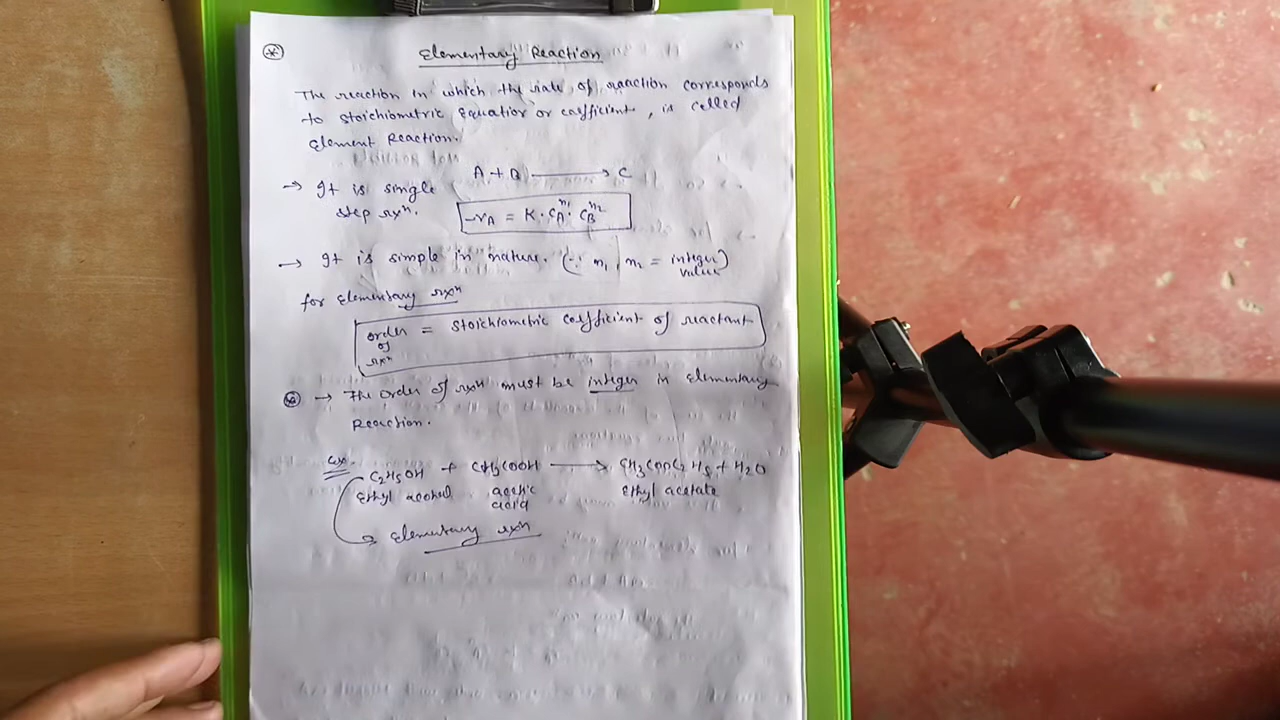 Elementary Reaction
The reaction in which the rate of reaction corresponds
to stoichiometric Equation or coefficient, is called
Element Reaction.
A + B ⟶ C
→ It is single
step rxn.
-rA = K·CA^n1·CB^n2
→ It is simple in nature. (∵ n1, n2 = integer
value)
for Elementary rxn
order = stoichiometric coefficient of reactant
of
rxn
→ The order of rxn must be integer in Elementary
Reaction.
ex
C2H5OH + CH3COOH ⟶ CH3COOC2H5 + H2O
Ethyl alcohol acetic Ethyl acetate
acid
→ Elementary rxn